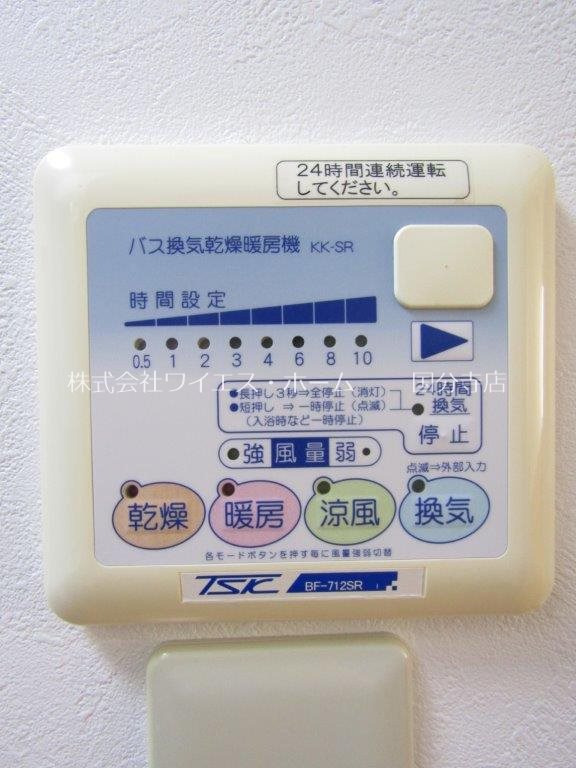 24時間連続運転
してください。
バス換気乾燥暖房機 KK-SR
時間設定
0.5 1 2 3 4 6 8 10
株式会社ワイエス・ホーム 国分寺店
●長押し3秒⇒全停止（消灯）
●短押し ⇒一時停止（点滅）
（入浴時など一時停止）
24時間
換気
停止
強 風量 弱
点滅⇒外部入力
乾燥 暖房 涼風 換気
各モードボタンを押す毎に風量強弱切替
TSK BF-712SR